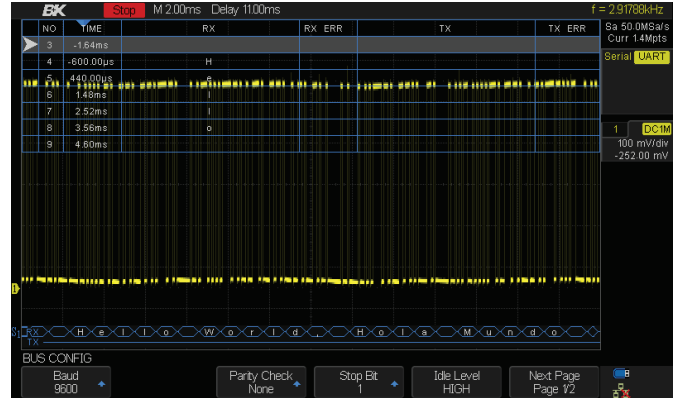 BK Stop M 2.00ms Delay 11.00ms f = 2.91788kHz
Sa 50.0MSa/s
Curr 1.4Mpts
Serial UART
NO TIME RX RX ERR TX TX ERR
3 -1.64ms
4 -600.00µs H
5 440.00µs e
6 1.48ms l
7 2.52ms l
8 3.56ms o
9 4.60ms
1 DC1M
100 mV/div
-252.00 mV
S1 RX H e l l o W o r l d , H o l a M u n d o
TX
BUS CONFIG
Baud Parity Check Stop Bit Idle Level Next Page
9600 None 1 HIGH Page 1/2